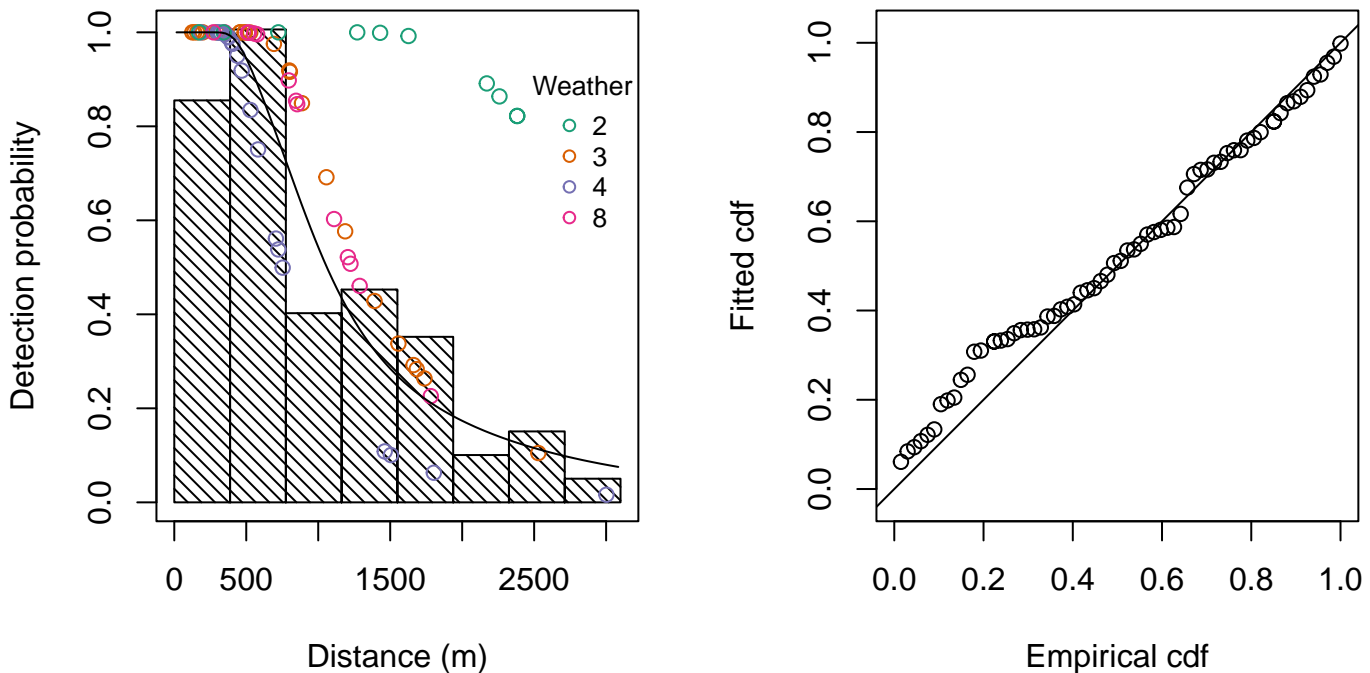 Detection probability
1.0
0.8
0.6
0.4
0.2
0.0
Weather
2
3
4
8
0 500 1500 2500
Distance (m)
Fitted cdf
1.0
0.8
0.6
0.4
0.2
0.0
0.0 0.2 0.4 0.6 0.8 1.0
Empirical cdf